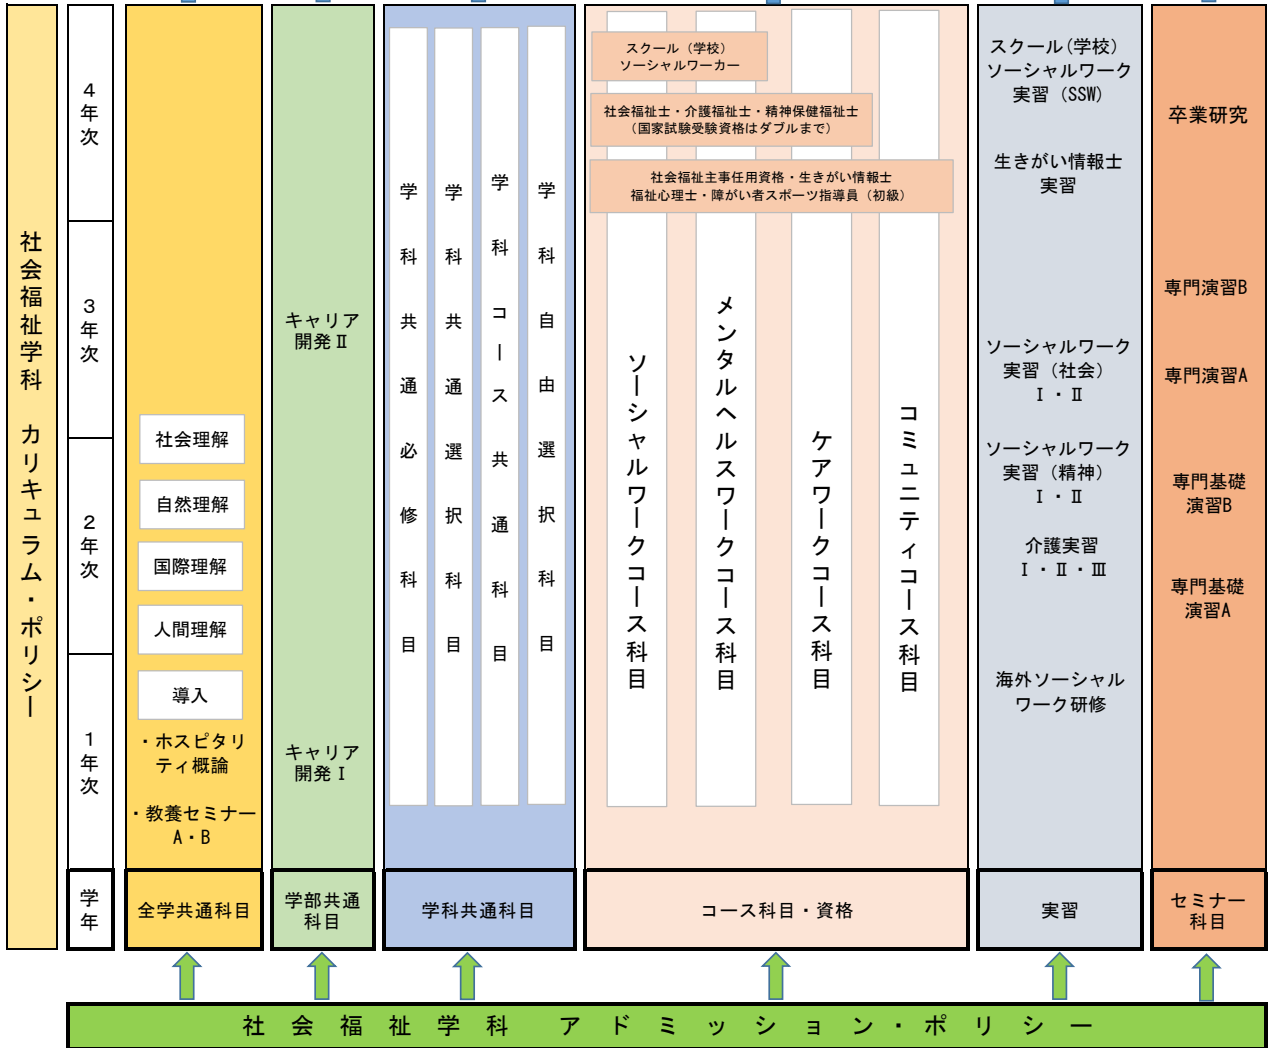 社会福祉学科 カリキュラム・ポリシー
4年次
3年次
2年次
1年次
学年
社会理解
自然理解
国際理解
人間理解
導入
・ホスピタリ
ティ概論
・教養セミナー
A・B
全学共通科目
キャリア
開発Ⅱ
キャリア
開発Ⅰ
学部共通
科目
学科共通必修科目
学科共通選択科目
学科コース共通科目
学科自由選択科目
学科共通科目
スクール（学校）
ソーシャルワーカー
社会福祉士・介護福祉士・精神保健福祉士
（国家試験受験資格はダブルまで）
社会福祉主事任用資格・生きがい情報士
福祉心理士・障がい者スポーツ指導員（初級）
ソーシャルワークコース科目
メンタルヘルスワークコース科目
ケアワークコース科目
コミュニティコース科目
コース科目・資格
スクール(学校)
ソーシャルワーク
実習（SSW）
生きがい情報士
実習
ソーシャルワーク
実習（社会）
Ⅰ・Ⅱ
ソーシャルワーク
実習（精神）
Ⅰ・Ⅱ
介護実習
Ⅰ・Ⅱ・Ⅲ
海外ソーシャル
ワーク研修
実習
卒業研究
専門演習B
専門演習A
専門基礎
演習B
専門基礎
演習A
セミナー
科目
社会福祉学科 アドミッション・ポリシー